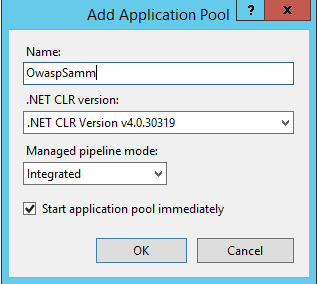 Add Application Pool
?
X
Name:
OwaspSamm
.NET CLR version:
.NET CLR Version v4.0.30319
Managed pipeline mode:
Integrated
Start application pool immediately
OK
Cancel